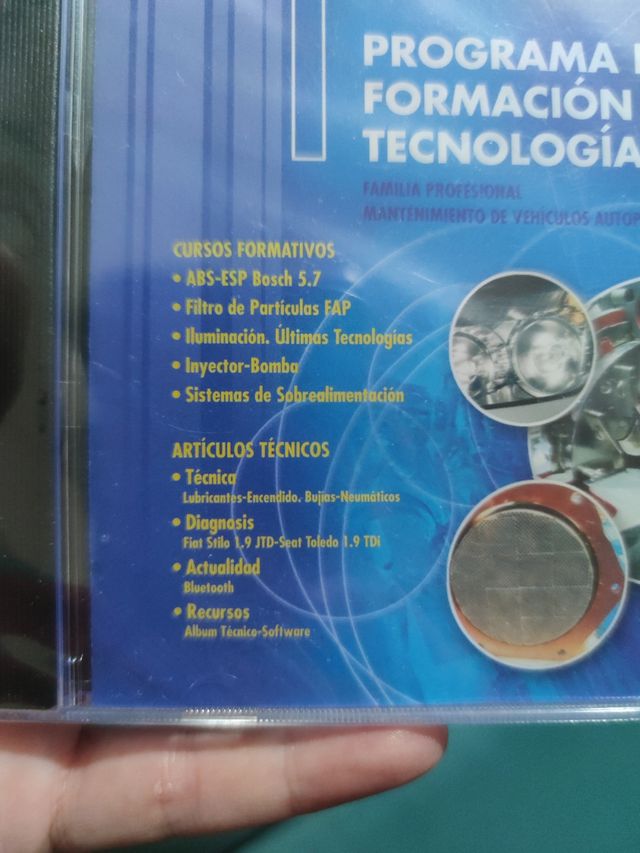 PROGRAMA
FORMACIÓN
TECNOLOGÍA
FAMILIA PROFESIONAL
MANTENIMIENTO DE VEHÍCULOS
CURSOS FORMATIVOS
• ABS-ESP Bosch 5.7
• Filtro de Partículas FAP
• Iluminación. Últimas Tecnologías
• Inyector-Bomba
• Sistemas de Sobrealimentación
ARTÍCULOS TÉCNICOS
• Técnica
Lubricantes-Encendido. Bujías-Neumáticos
• Diagnosis
Fiat Stilo 1.9 JTD-Seat Toledo 1.9 TDi
• Actualidad
Bluetooth
• Recursos
Album Técnico-Software